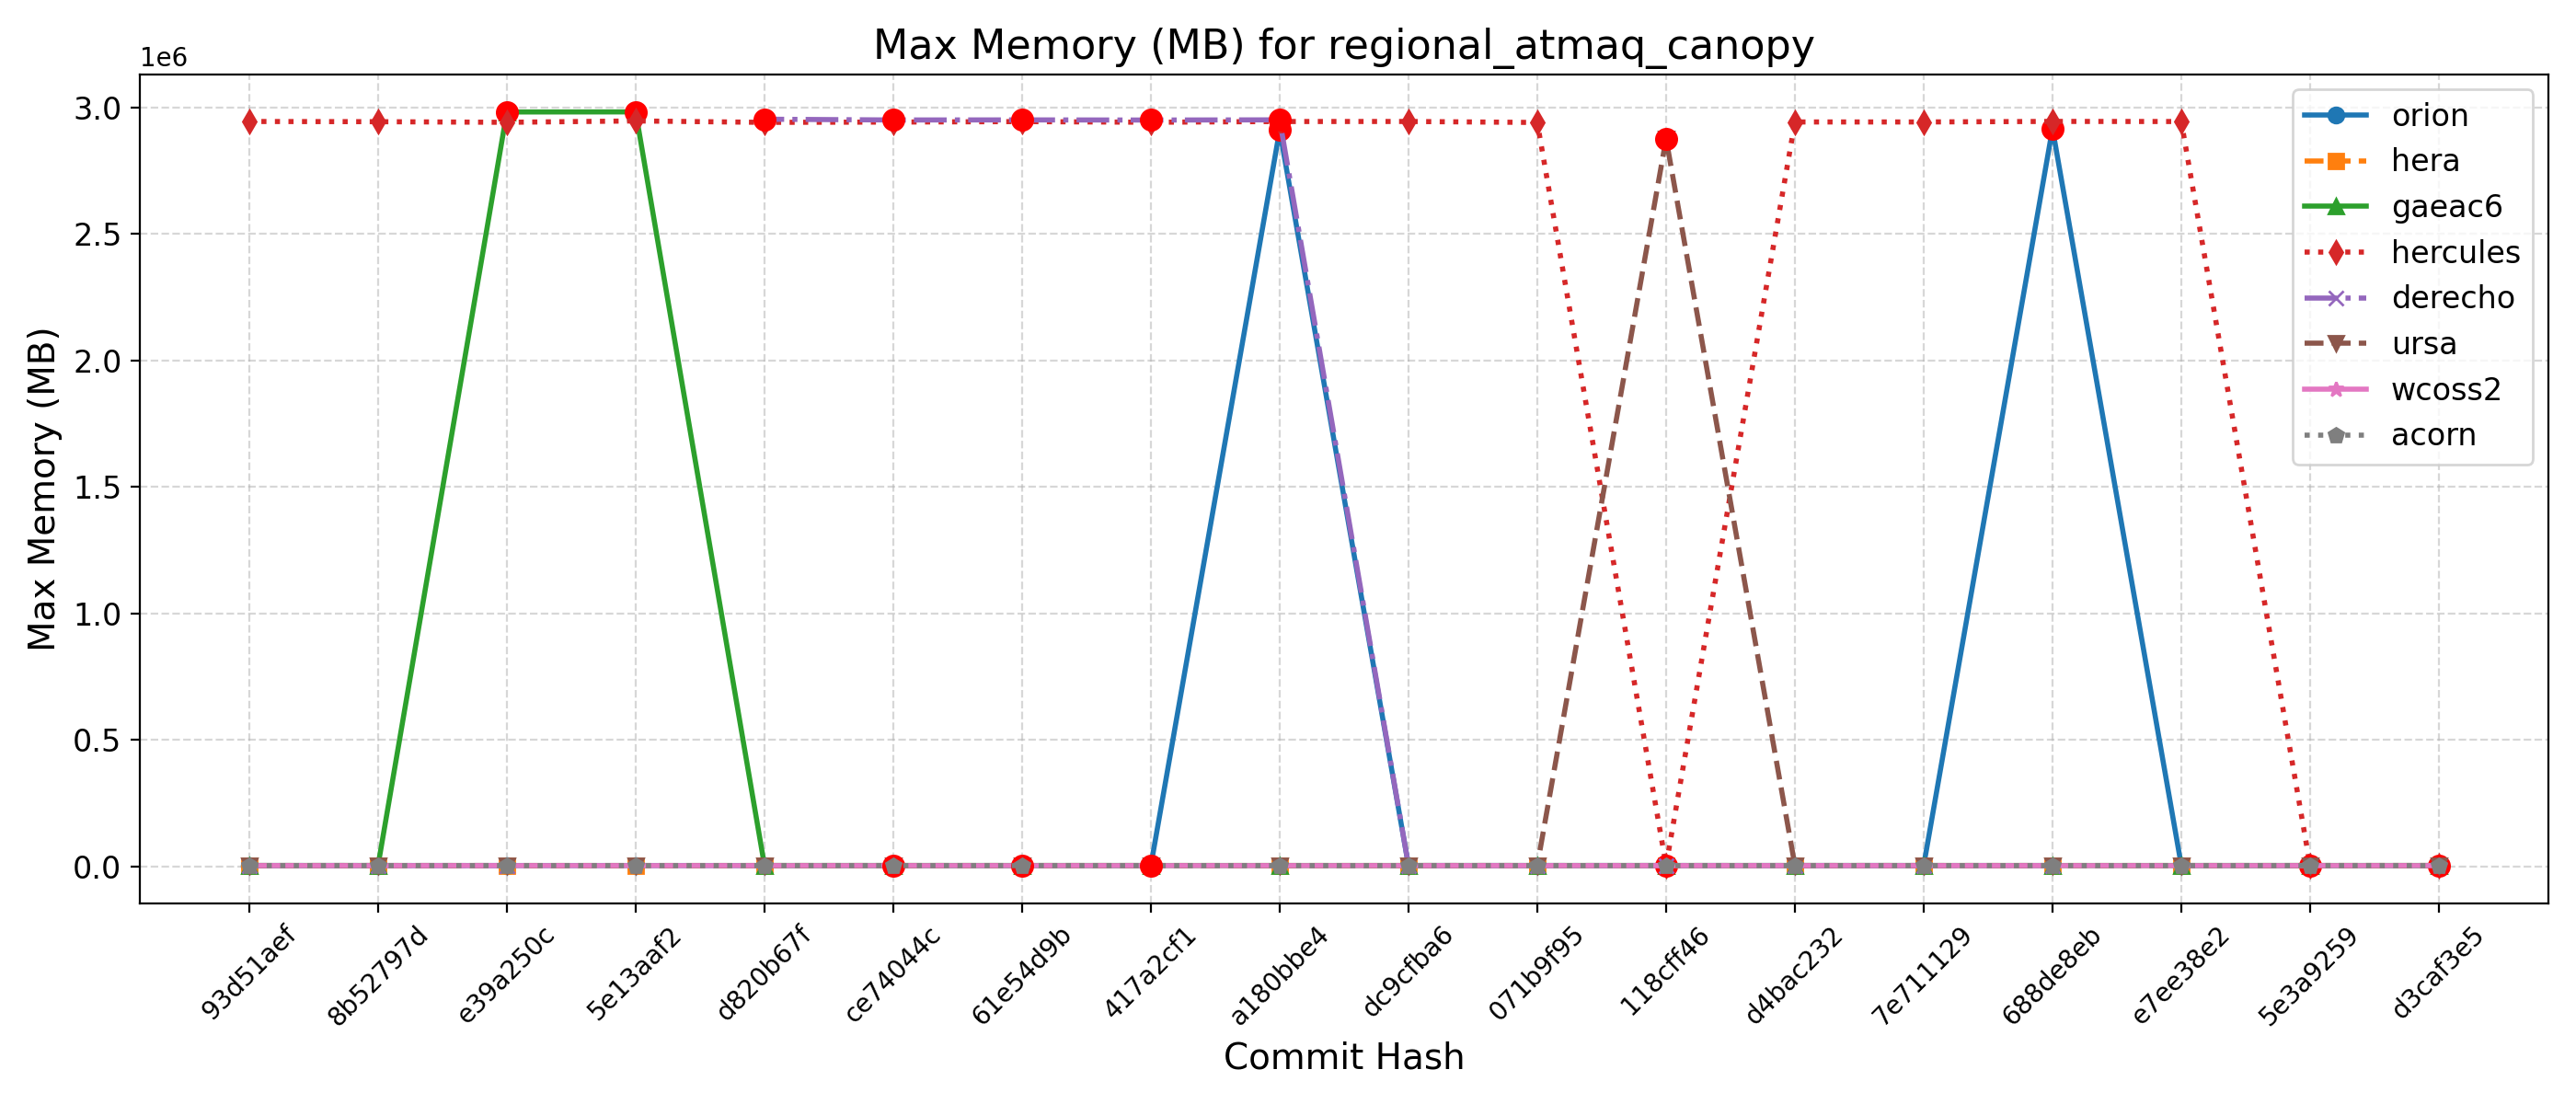 Max Memory (MB) for regional_atmaq_canopy
1e6
3.0
2.5
2.0
1.5
1.0
0.5
0.0
Max Memory (MB)
orion
hera
gaeac6
hercules
derecho
ursa
wcoss2
acorn
93d51aef
8b52797d
e39a250c
5e13aaf2
d820b67f
ce74044c
61e54d9b
417a2cf1
a180bbe4
dc9cfba6
071b9f95
118cff46
d4bac232
7e711129
688de8eb
e7ee38e2
5e3a9259
d3caf3e5
Commit Hash